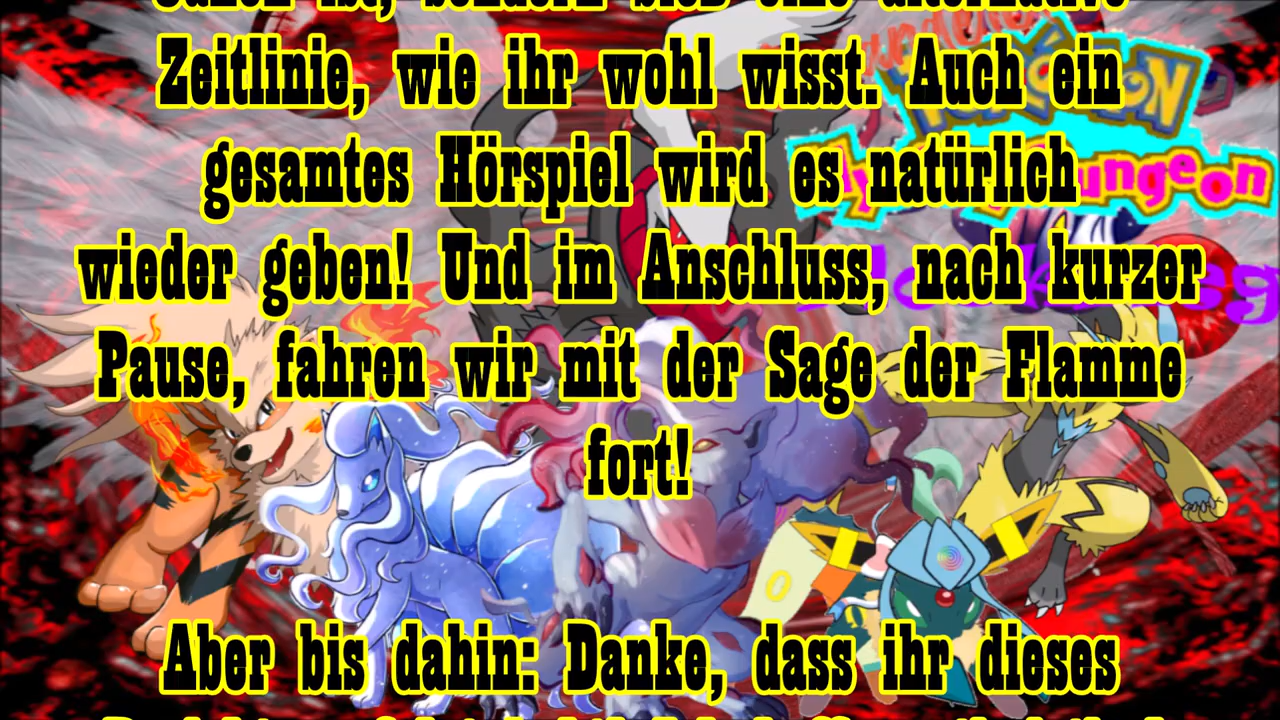 Zeitlinie, wie ihr wohl wisst. Auch ein
gesamtes Hörspiel wird es natürlich
wieder geben! Und im Anschluss, nach kurzer
Pause, fahren wir mit der Sage der Flamme
fort!
Aber bis dahin: Danke, dass ihr dieses